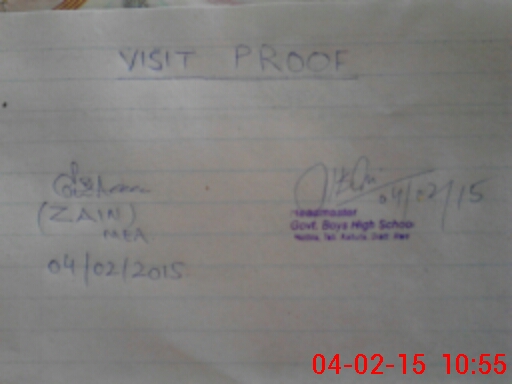 VISIT PROOF
(ZAIN)
MEA
04/02/2015
04/02/15
Headmaster
Govt. Boys High School
04-02-15 10:55